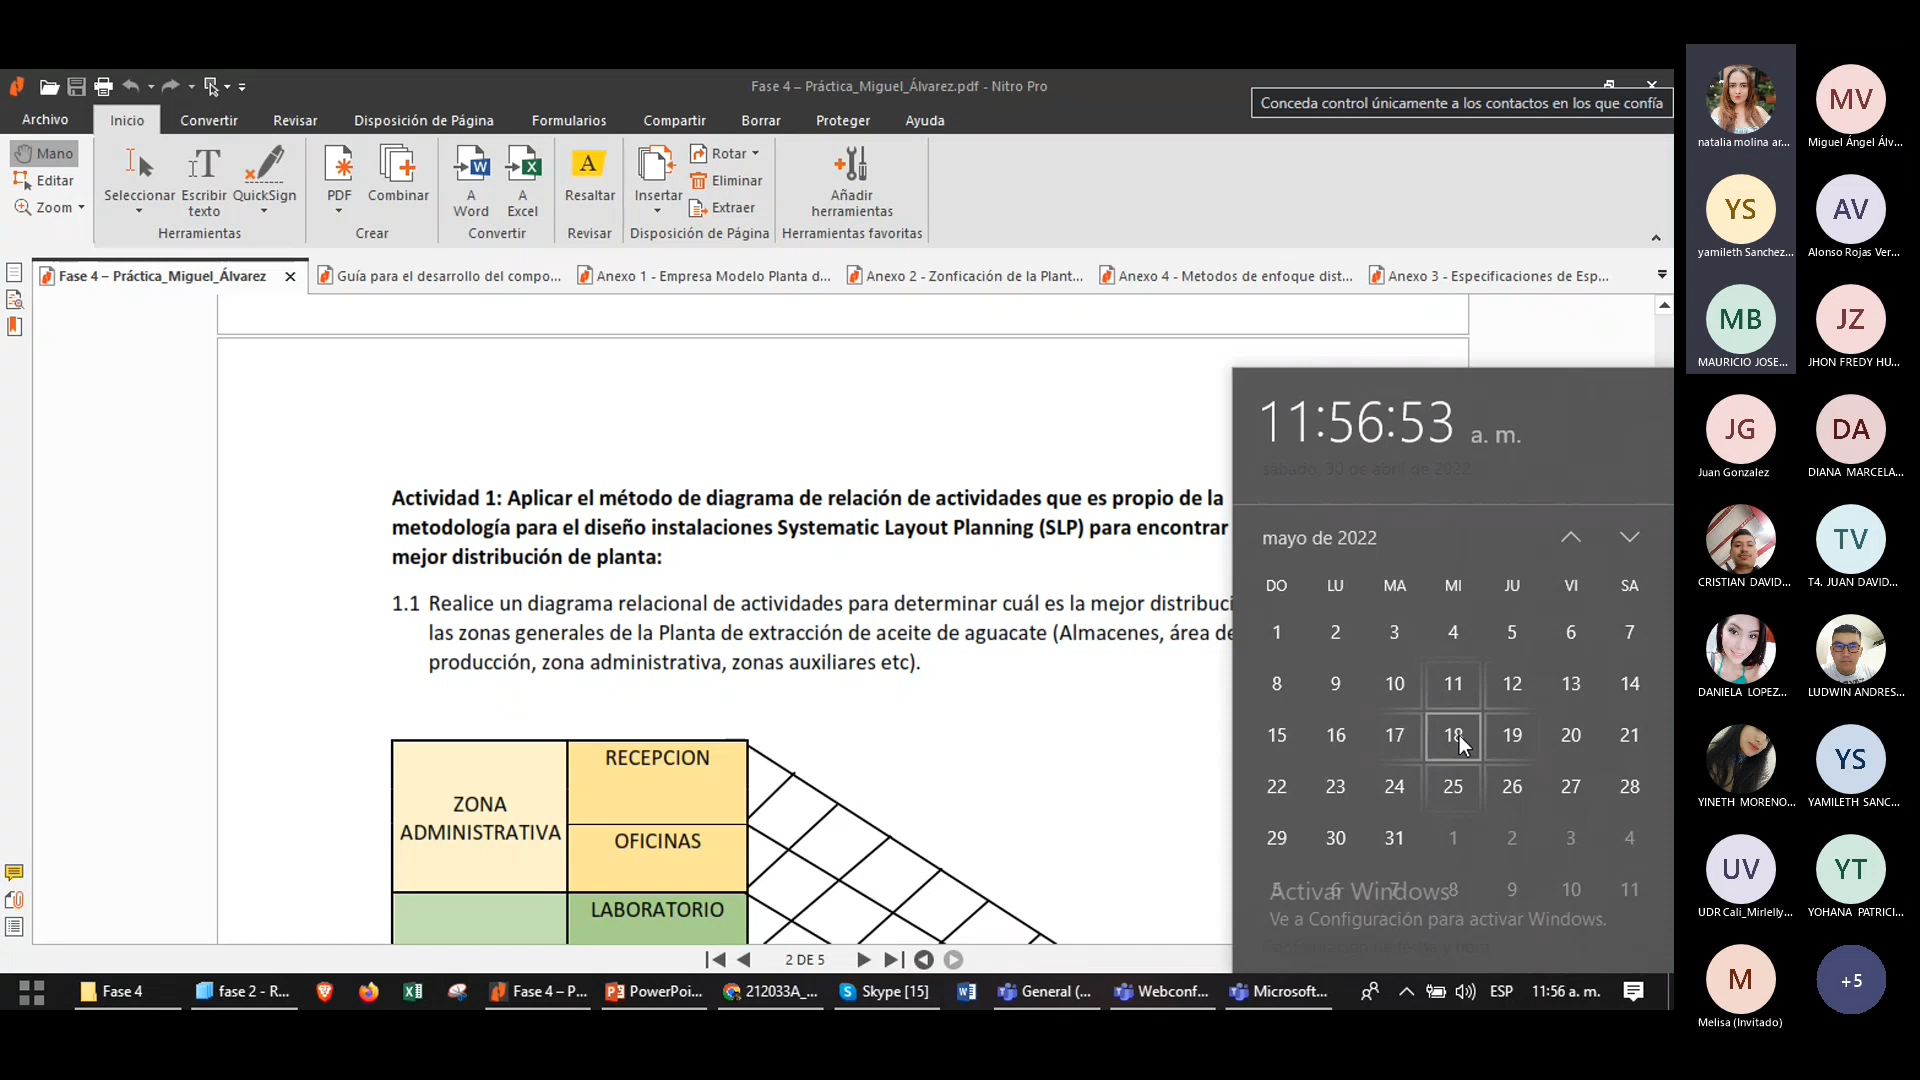 Fase 4 – Práctica_Miguel_Álvarez.pdf - Nitro Pro
Conceda control únicamente a los contactos en los que confía
Archivo Inicio Convertir Revisar Disposición de Página Formularios Compartir Borrar Proteger Ayuda
Mano
Editar
Zoom
Seleccionar
Escribir texto
QuickSign
Herramientas
PDF
Combinar
Crear
A Word
A Excel
Convertir
Resaltar
Revisar
Insertar
Rotar
Eliminar
Extraer
Disposición de Página
Añadir herramientas
Herramientas favoritas
Fase 4 – Práctica_Miguel_Álvarez
Guía para el desarrollo del compo...
Anexo 1 - Empresa Modelo Planta d...
Anexo 2 - Zonficación de la Plant...
Anexo 4 - Metodos de enfoque dist...
Anexo 3 - Especificaciones de Esp...
Actividad 1: Aplicar el método de diagrama de relación de actividades que es propio de la
metodología para el diseño instalaciones Systematic Layout Planning (SLP) para encontrar
mejor distribución de planta:
1.1 Realice un diagrama relacional de actividades para determinar cuál es la mejor distribuci
las zonas generales de la Planta de extracción de aceite de aguacate (Almacenes, área de
producción, zona administrativa, zonas auxiliares etc).
ZONA
ADMINISTRATIVA
RECEPCION
OFICINAS
LABORATORIO
11:56:53 a. m.
sábado, 30 de abril de 2022
mayo de 2022
DO LU MA MI JU VI SA
1 2 3 4 5 6 7
8 9 10 11 12 13 14
15 16 17 18 19 20 21
22 23 24 25 26 27 28
29 30 31 1 2 3 4
5 6 7 8 9 10 11
Activar Windows
Ve a Configuración para activar Windows.
2 DE 5
Fase 4
fase 2 - R...
Fase 4 – P...
PowerPoi...
212033A_...
Skype [15]
General (...
Webconf...
Microsoft...
ESP
11:56 a. m.
natalia molina ar...
MV
Miguel Ángel Álv...
YS
yamileth Sanchez...
AV
Alonso Rojas Ver...
MB
MAURICIO JOSE...
JZ
JHON FREDY HU...
JG
Juan Gonzalez
DA
DIANA MARCELA...
CRISTIAN DAVID...
TV
T4. JUAN DAVID...
DANIELA LOPEZ...
LUDWIN ANDRES...
YINETH MORENO...
YS
YAMILETH SANC...
UV
UDR Cali_Mirlelly...
YT
YOHANA PATRICI...
M
Melisa (Invitado)
+5